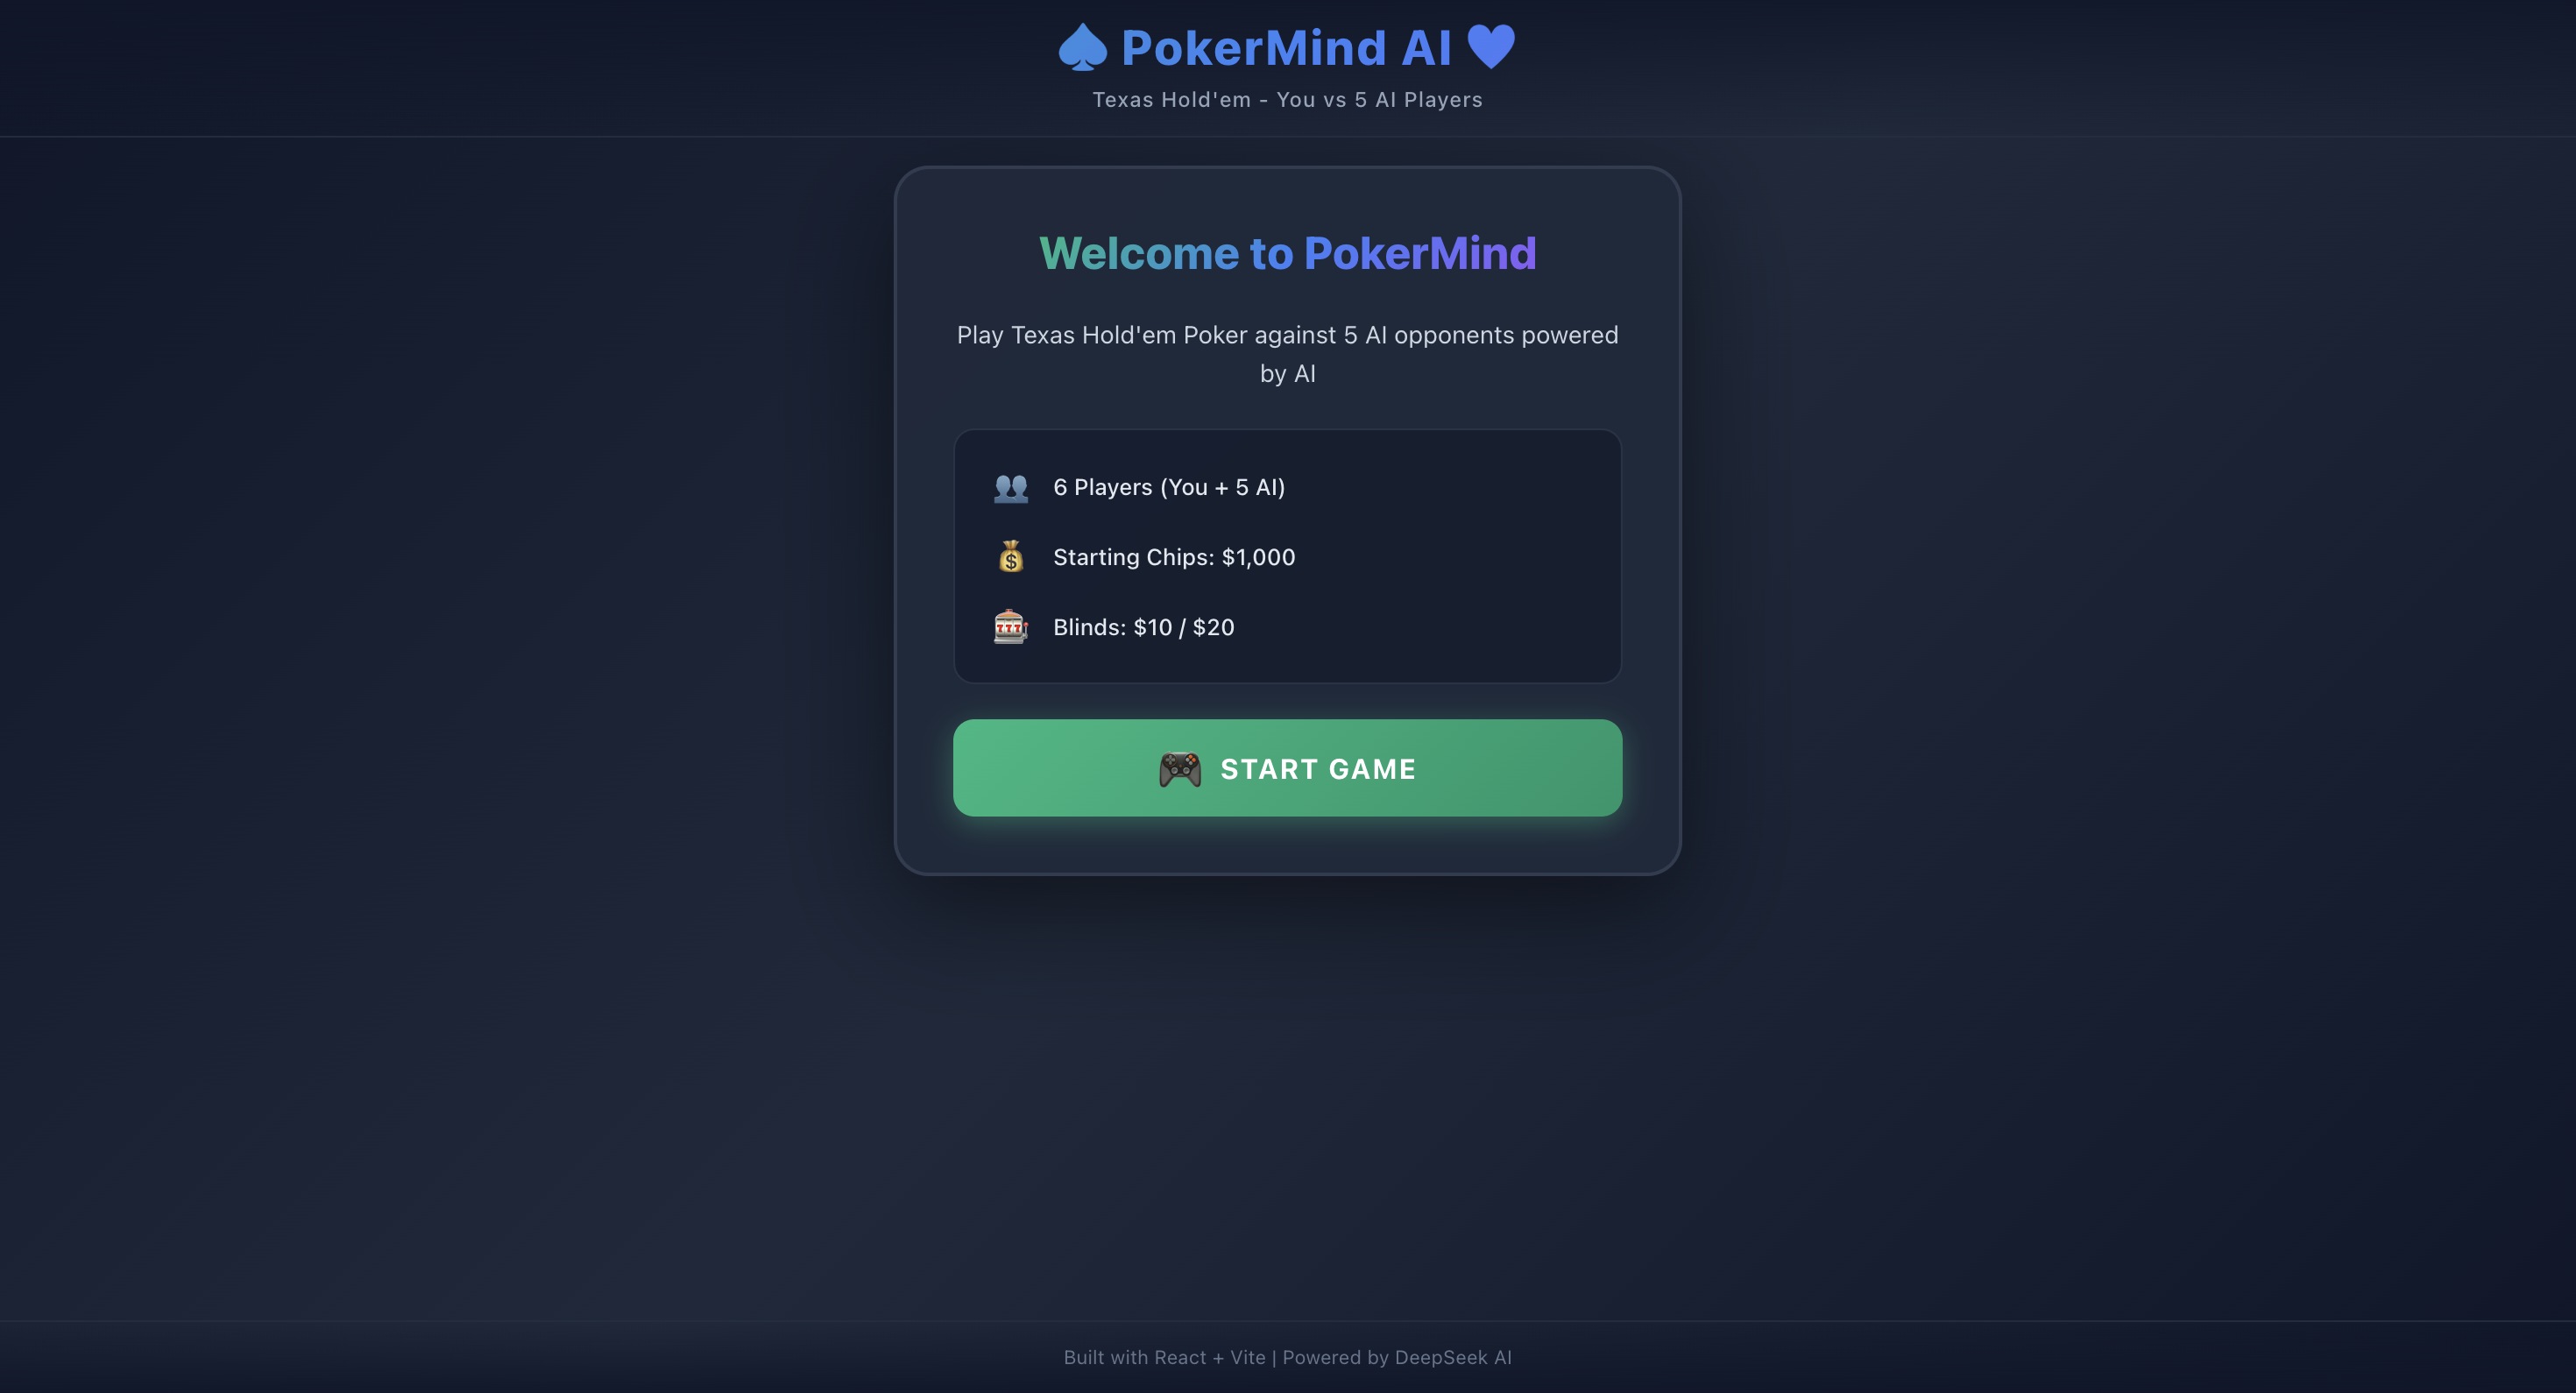 PokerMind AI
Texas Hold'em - You vs 5 AI Players
Welcome to PokerMind
Play Texas Hold'em Poker against 5 AI opponents powered
by AI
6 Players (You + 5 AI)
Starting Chips: $1,000
Blinds: $10 / $20
START GAME
Built with React + Vite | Powered by DeepSeek AI